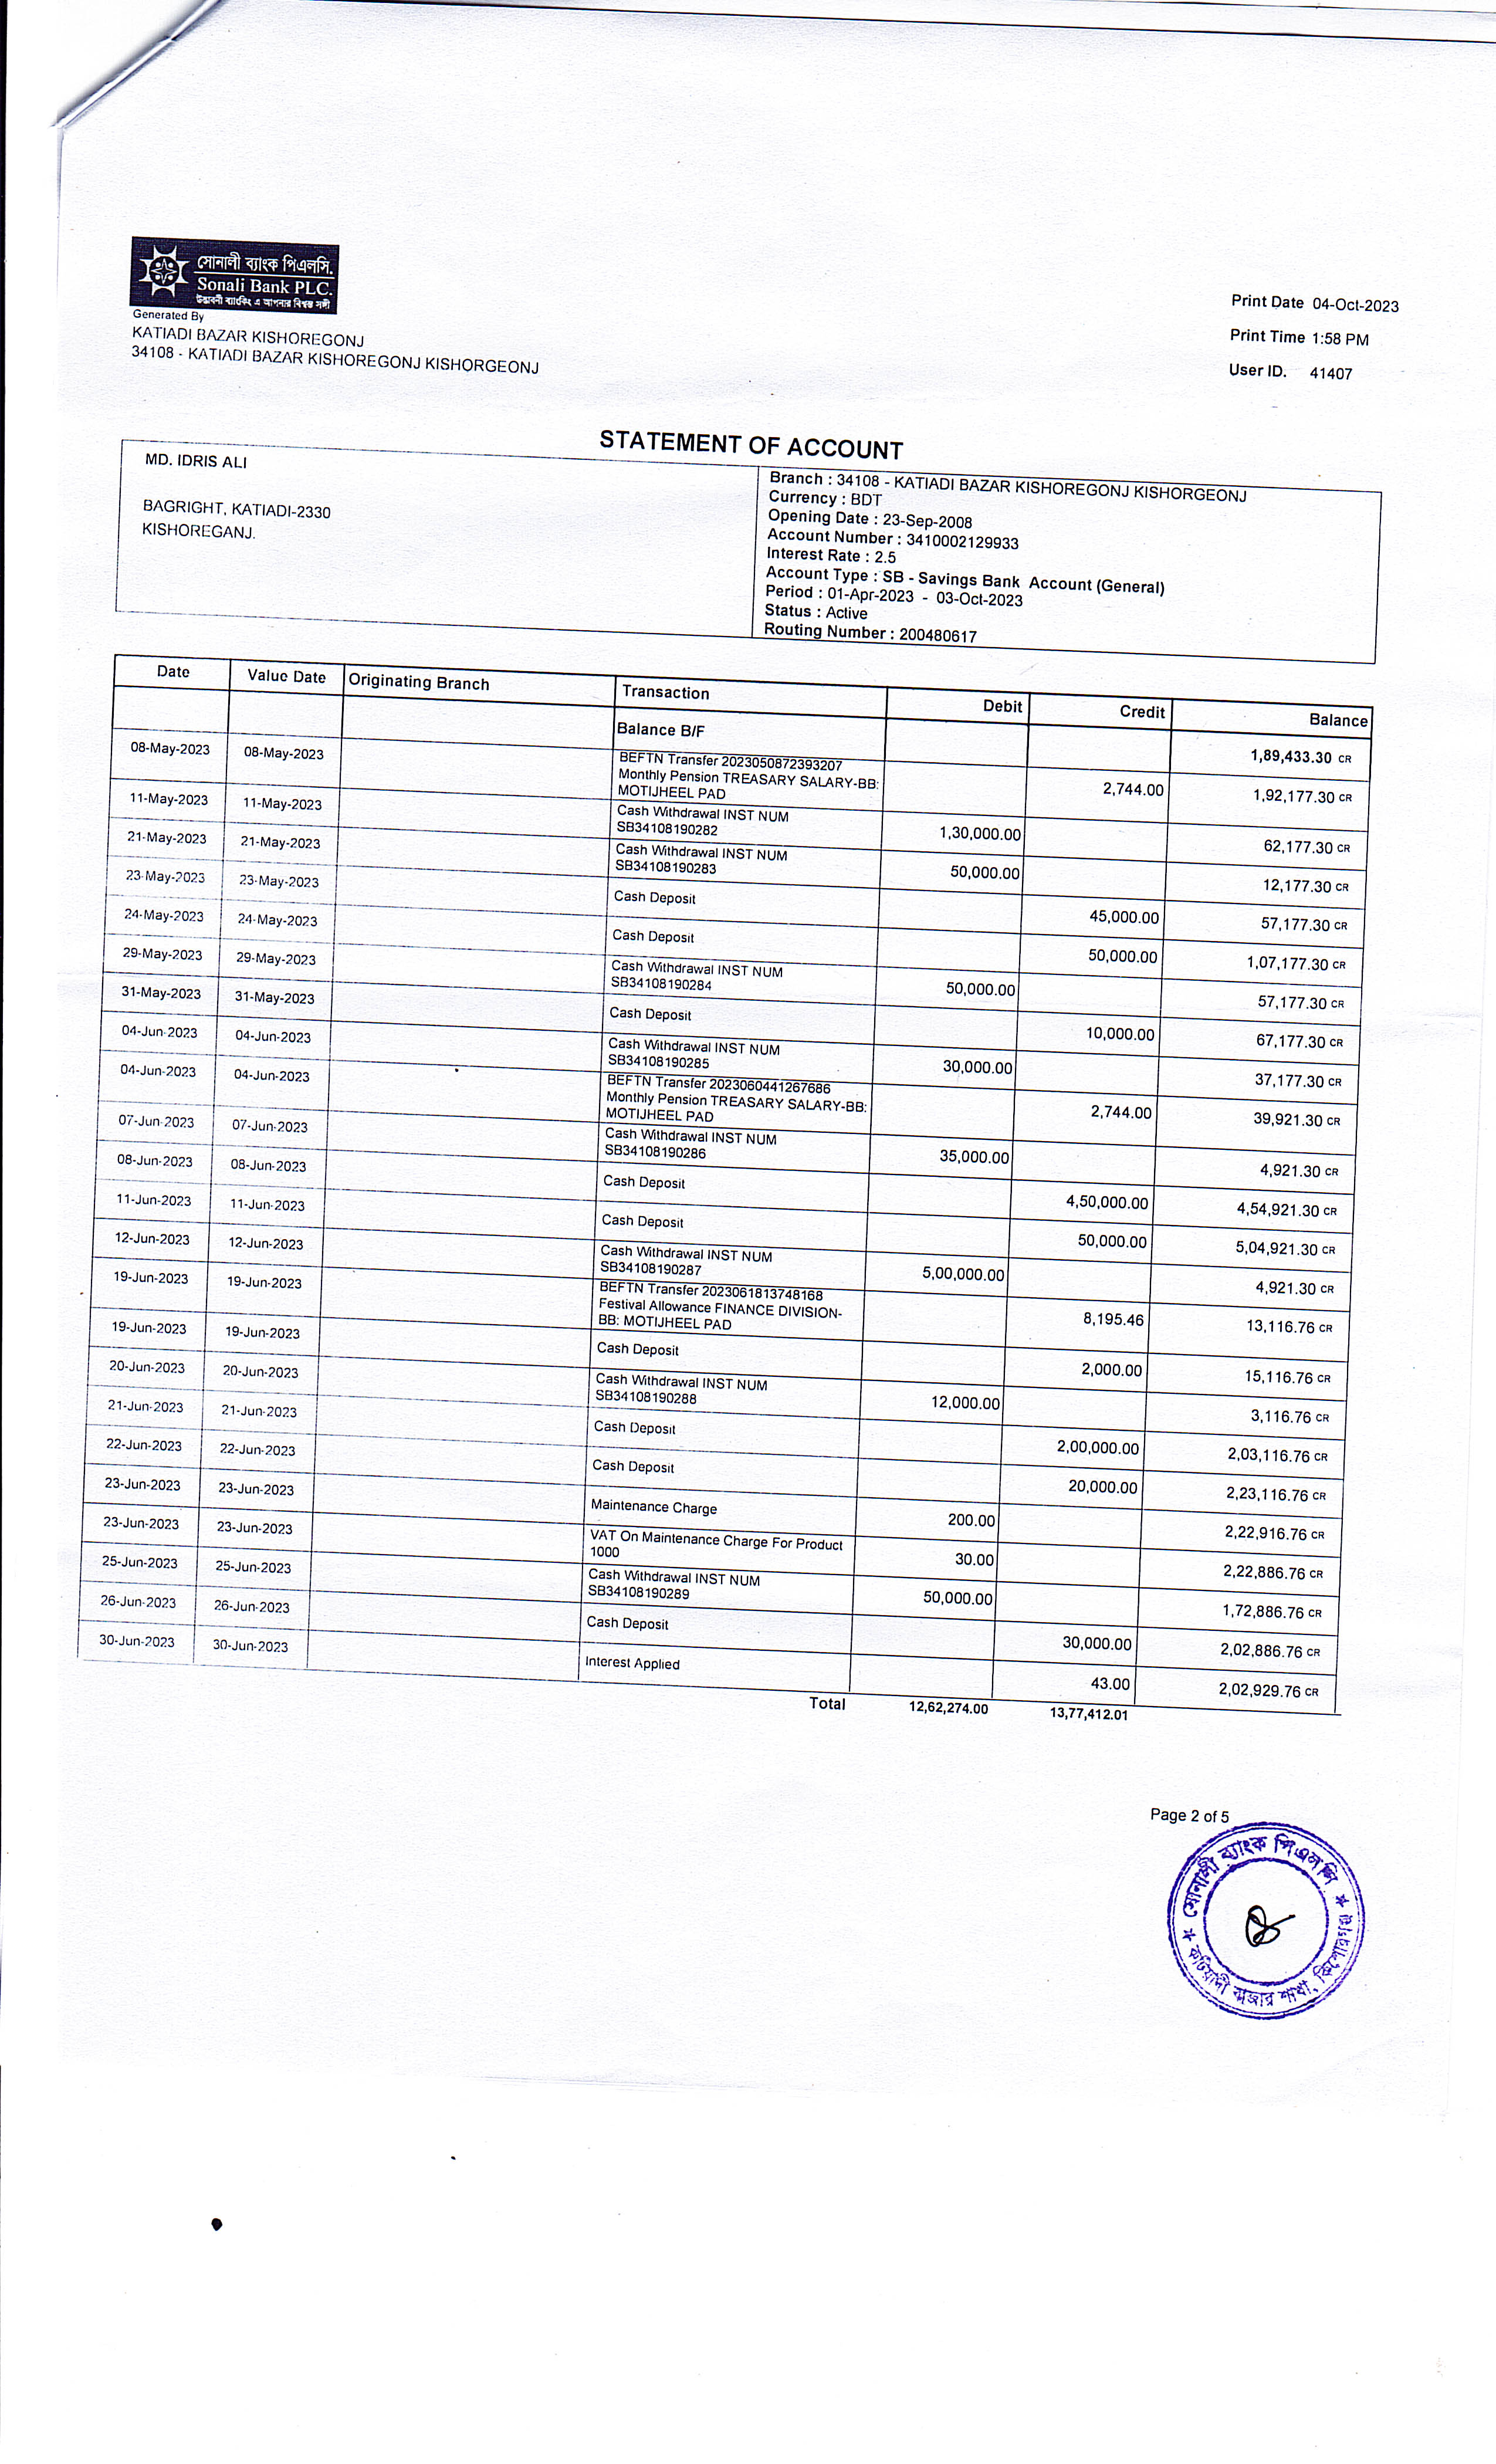 সোনালী ব্যাংক পিএলসি.
Sonali Bank PLC.
উদ্ভাবনী ব্যাংকিং এ আপনার বিশ্বস্ত সঙ্গী
Generated By
KATIADI BAZAR KISHOREGONJ
34108 - KATIADI BAZAR KISHOREGONJ KISHORGEONJ
Print Date 04-Oct-2023
Print Time 1:58 PM
User ID. 41407
STATEMENT OF ACCOUNT
MD. IDRIS ALI
BAGRIGHT, KATIADI-2330
KISHOREGANJ.
Branch : 34108 - KATIADI BAZAR KISHOREGONJ KISHORGEONJ
Currency : BDT
Opening Date : 23-Sep-2008
Account Number : 3410002129933
Interest Rate : 2.5
Account Type : SB - Savings Bank Account (General)
Period : 01-Apr-2023 - 03-Oct-2023
Status : Active
Routing Number : 200480617
Date Value Date Originating Branch Transaction Debit Credit Balance
Balance B/F 1,89,433.30 CR
08-May-2023 08-May-2023 BEFTN Transfer 2023050872393207
Monthly Pension TREASARY SALARY-BB:
MOTIJHEEL PAD 2,744.00 1,92,177.30 CR
11-May-2023 11-May-2023 Cash Withdrawal INST NUM
SB34108190282 1,30,000.00 62,177.30 CR
21-May-2023 21-May-2023 Cash Withdrawal INST NUM
SB34108190283 50,000.00 12,177.30 CR
23-May-2023 23-May-2023 Cash Deposit 45,000.00 57,177.30 CR
24-May-2023 24-May-2023 Cash Deposit 50,000.00 1,07,177.30 CR
29-May-2023 29-May-2023 Cash Withdrawal INST NUM
SB34108190284 50,000.00 57,177.30 CR
31-May-2023 31-May-2023 Cash Deposit 10,000.00 67,177.30 CR
04-Jun-2023 04-Jun-2023 Cash Withdrawal INST NUM
SB34108190285 30,000.00 37,177.30 CR
04-Jun-2023 04-Jun-2023 BEFTN Transfer 2023060441267686
Monthly Pension TREASARY SALARY-BB:
MOTIJHEEL PAD 2,744.00 39,921.30 CR
07-Jun-2023 07-Jun-2023 Cash Withdrawal INST NUM
SB34108190286 35,000.00 4,921.30 CR
08-Jun-2023 08-Jun-2023 Cash Deposit 4,50,000.00 4,54,921.30 CR
11-Jun-2023 11-Jun-2023 Cash Deposit 50,000.00 5,04,921.30 CR
12-Jun-2023 12-Jun-2023 Cash Withdrawal INST NUM
SB34108190287 5,00,000.00 4,921.30 CR
19-Jun-2023 19-Jun-2023 BEFTN Transfer 2023061813748168
Festival Allowance FINANCE DIVISION-
BB: MOTIJHEEL PAD 8,195.46 13,116.76 CR
19-Jun-2023 19-Jun-2023 Cash Deposit 2,000.00 15,116.76 CR
20-Jun-2023 20-Jun-2023 Cash Withdrawal INST NUM
SB34108190288 12,000.00 3,116.76 CR
21-Jun-2023 21-Jun-2023 Cash Deposit 2,00,000.00 2,03,116.76 CR
22-Jun-2023 22-Jun-2023 Cash Deposit 20,000.00 2,23,116.76 CR
23-Jun-2023 23-Jun-2023 Maintenance Charge 200.00 2,22,916.76 CR
23-Jun-2023 23-Jun-2023 VAT On Maintenance Charge For Product
1000 30.00 2,22,886.76 CR
25-Jun-2023 25-Jun-2023 Cash Withdrawal INST NUM
SB34108190289 50,000.00 1,72,886.76 CR
26-Jun-2023 26-Jun-2023 Cash Deposit 30,000.00 2,02,886.76 CR
30-Jun-2023 30-Jun-2023 Interest Applied 43.00 2,02,929.76 CR
Total 12,62,274.00 13,77,412.01
Page 2 of 5
সোনালী ব্যাংক পিএলসি
কটিয়াদী বাজার শাখা, কিশোরগঞ্জ